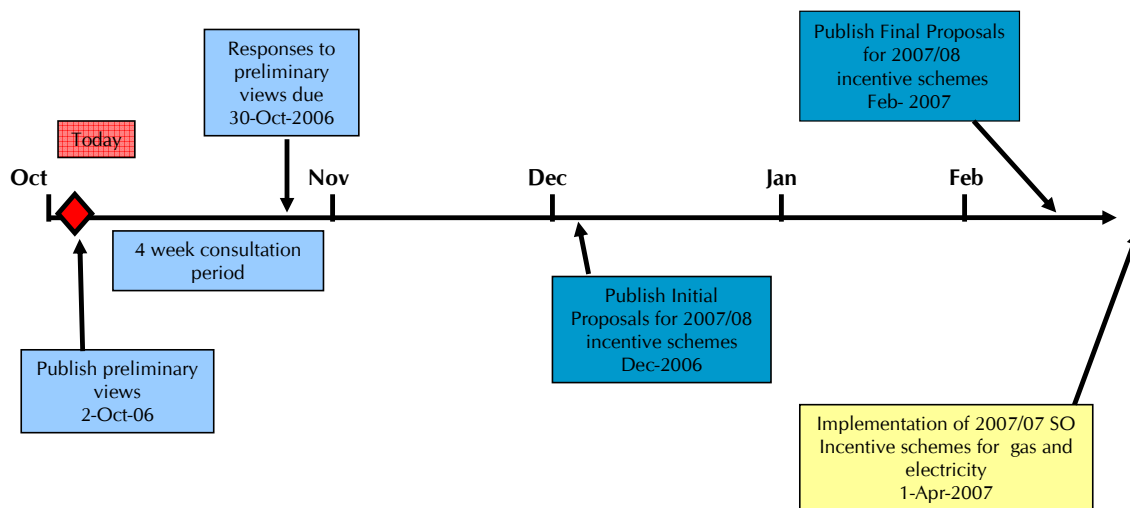 Responses to
preliminary
views due
30-Oct-2006
Publish Final Proposals
for 2007/08
incentive schemes
Feb- 2007
Today
Oct
Nov
Dec
Jan
Feb
4 week consultation
period
Publish preliminary
views
2-Oct-06
Publish Initial
Proposals for 2007/08
incentive schemes
Dec-2006
Implementation of 2007/07 SO
Incentive schemes for  gas and
electricity
1-Apr-2007